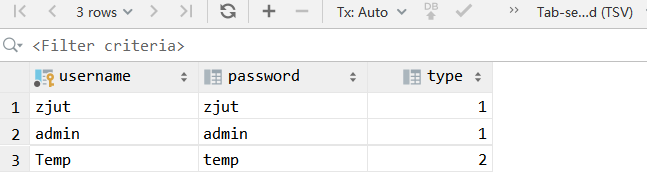 3 rows Tx: Auto DB Tab-se...d (TSV)
<Filter criteria>
username password type
1 zjut zjut 1
2 admin admin 1
3 Temp temp 2